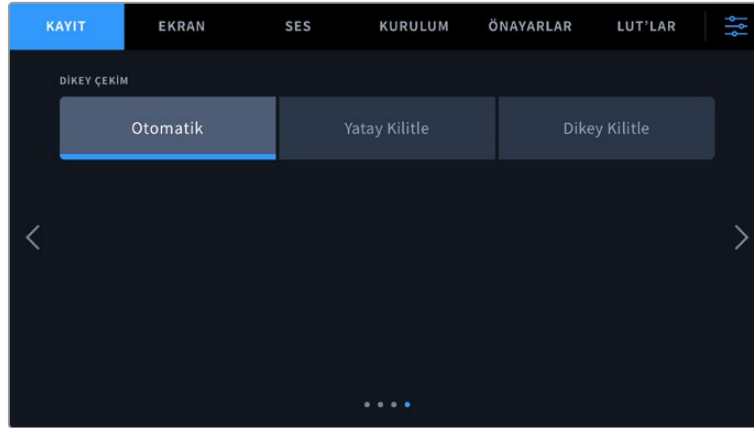 KAYIT EKRAN SES KURULUM ÖNAYARLAR LUT’LAR
DİKEY ÇEKİM
Otomatik Yatay Kilitle Dikey Kilitle